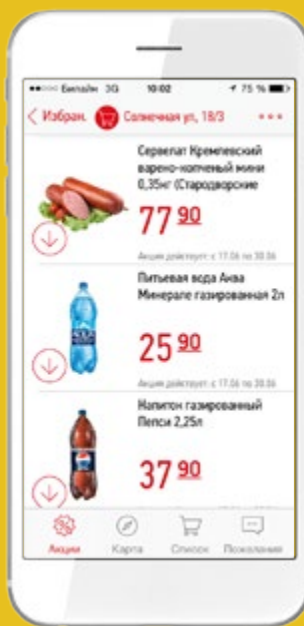 Билайн 3G 10:02 75 %
Избран. Солнечная ул, 18/3
Сервелат Кремлевский
варено-копченый мини
0,35кг (Стародворские
77 90
Акция действует: с 17.06 по 30.06
Питьевая вода Аква
Минерале газированная 2л
25 90
Акция действует: с 17.06 по 30.06
Напиток газированный
Пепси 2,25л
37 90
Акции Карта Список Пожелания